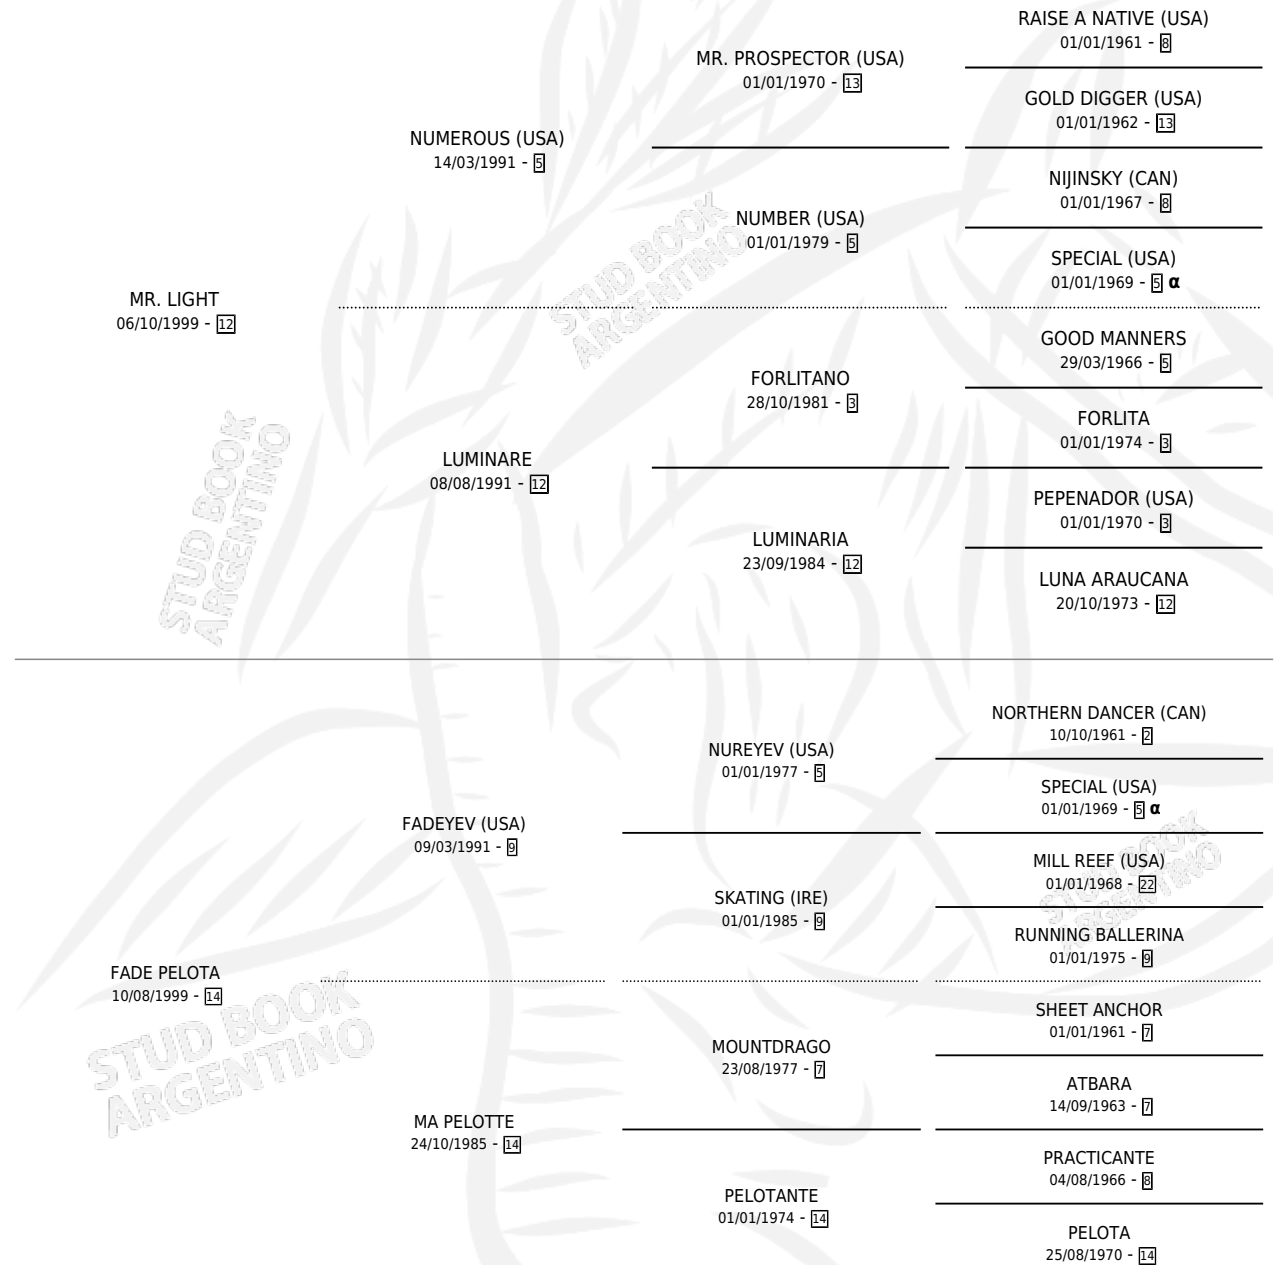 RAISE A NATIVE (USA)
01/01/1961 - 8
MR. PROSPECTOR (USA)
01/01/1970 - 13
GOLD DIGGER (USA)
01/01/1962 - 13
NUMEROUS (USA)
14/03/1991 - 5
NIJINSKY (CAN)
01/01/1967 - 8
NUMBER (USA)
01/01/1979 - 5
SPECIAL (USA)
01/01/1969 - 5 α
MR. LIGHT
06/10/1999 - 12
GOOD MANNERS
29/03/1966 - 5
FORLITANO
28/10/1981 - 3
FORLITA
01/01/1974 - 3
LUMINARE
08/08/1991 - 12
PEPENADOR (USA)
01/01/1970 - 3
LUMINARIA
23/09/1984 - 12
LUNA ARAUCANA
20/10/1973 - 12
NORTHERN DANCER (CAN)
10/10/1961 - 2
NUREYEV (USA)
01/01/1977 - 5
SPECIAL (USA)
01/01/1969 - 5 α
FADEYEV (USA)
09/03/1991 - 9
MILL REEF (USA)
01/01/1968 - 22
SKATING (IRE)
01/01/1985 - 9
RUNNING BALLERINA
01/01/1975 - 9
FADE PELOTA
10/08/1999 - 14
SHEET ANCHOR
01/01/1961 - 7
MOUNTDRAGO
23/08/1977 - 7
ATBARA
14/09/1963 - 7
MA PELOTTE
24/10/1985 - 14
PRACTICANTE
04/08/1966 - 8
PELOTANTE
01/01/1974 - 14
PELOTA
25/08/1970 - 14
STUD BOOK
ARGENTINO
STUD BOOK
ARGENTINO
STUD BOOK
ARGENTINO
STUD BOOK
ARGENTINO